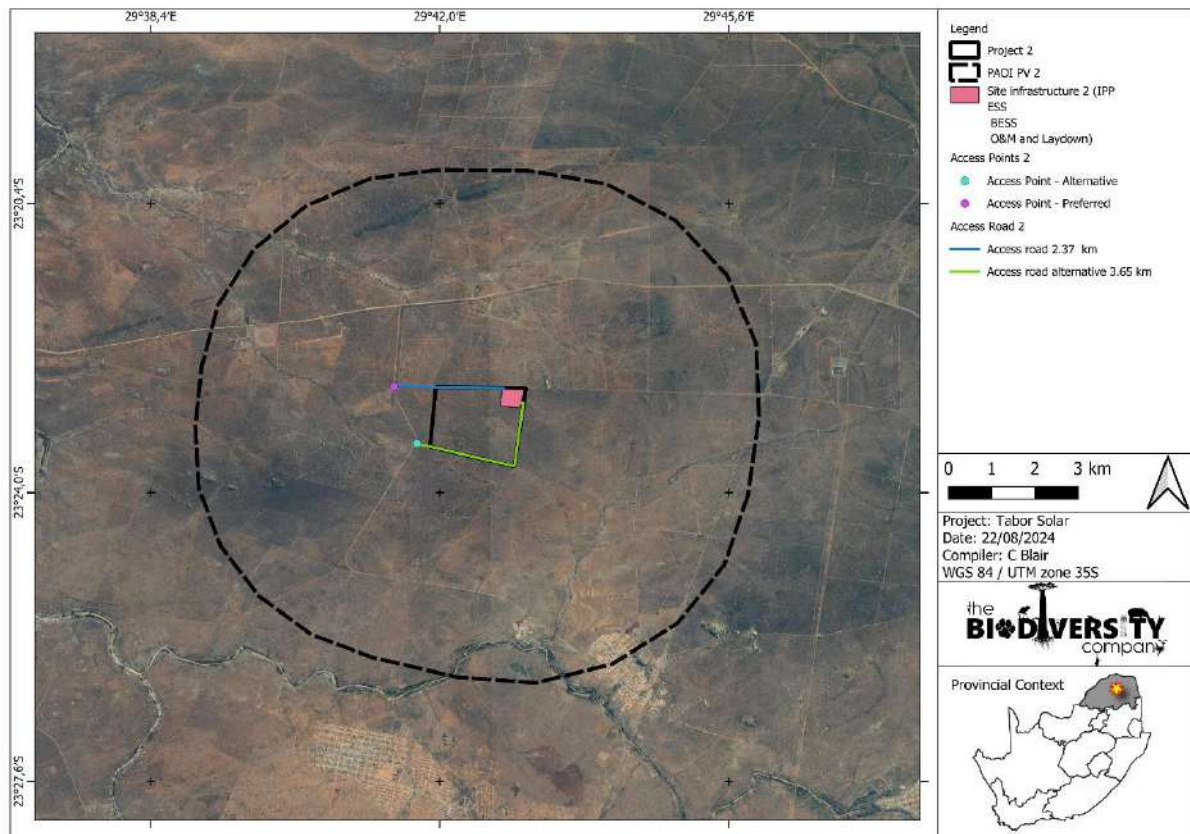 29°38,4'E
29°42,0'E
29°45,6'E
23°20,4'S
23°24,0'S
23°27,6'S
Legend
Project 2
PAOI PV 2
Site infrastructure 2 (IPP
ESS
BESS
O&M and Laydown)
Access Points 2
Access Point - Alternative
Access Point - Preferred
Access Road 2
Access road 2.37 km
Access road alternative 3.65 km
0 1 2 3 km
Project: Tabor Solar
Date: 22/08/2024
Compiler: C Blair
WGS 84 / UTM zone 35S
the
BIODIVERSITY
company
Provincial Context